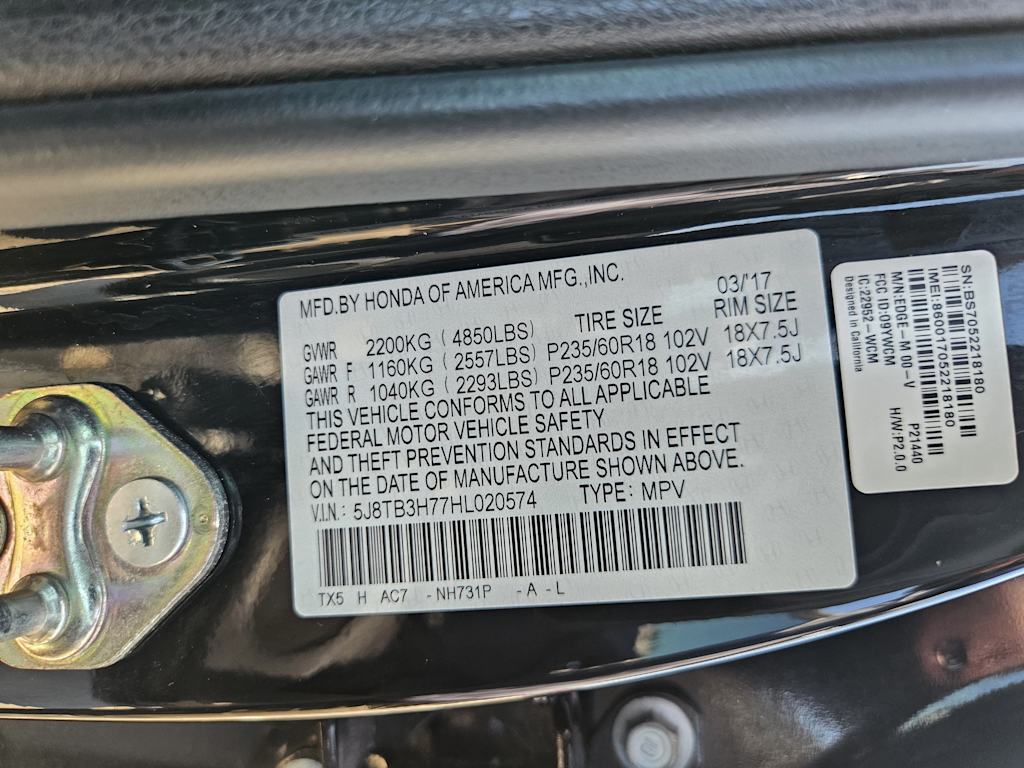 MFD.BY HONDA OF AMERICA MFG.,INC. 03/'17
TIRE SIZE RIM SIZE
GVWR 2200KG ( 4850LBS)
GAWR F 1160KG ( 2557LBS) P235/60R18 102V 18X7.5J
GAWR R 1040KG ( 2293LBS) P235/60R18 102V 18X7.5J
THIS VEHICLE CONFORMS TO ALL APPLICABLE
FEDERAL MOTOR VEHICLE SAFETY
AND THEFT PREVENTION STANDARDS IN EFFECT
ON THE DATE OF MANUFACTURE SHOWN ABOVE.
V.I.N.: 5J8TB3H77HL020574 TYPE: MPV
TX5 H AC7 -NH731P -A -L
SN:BS7052218180
IMEI:860017052218180
M/N:EDGE-M 00-V P21440
FCC ID:09YWCM
IC:22952-WCM H/W:P2.0.0
Designed in California